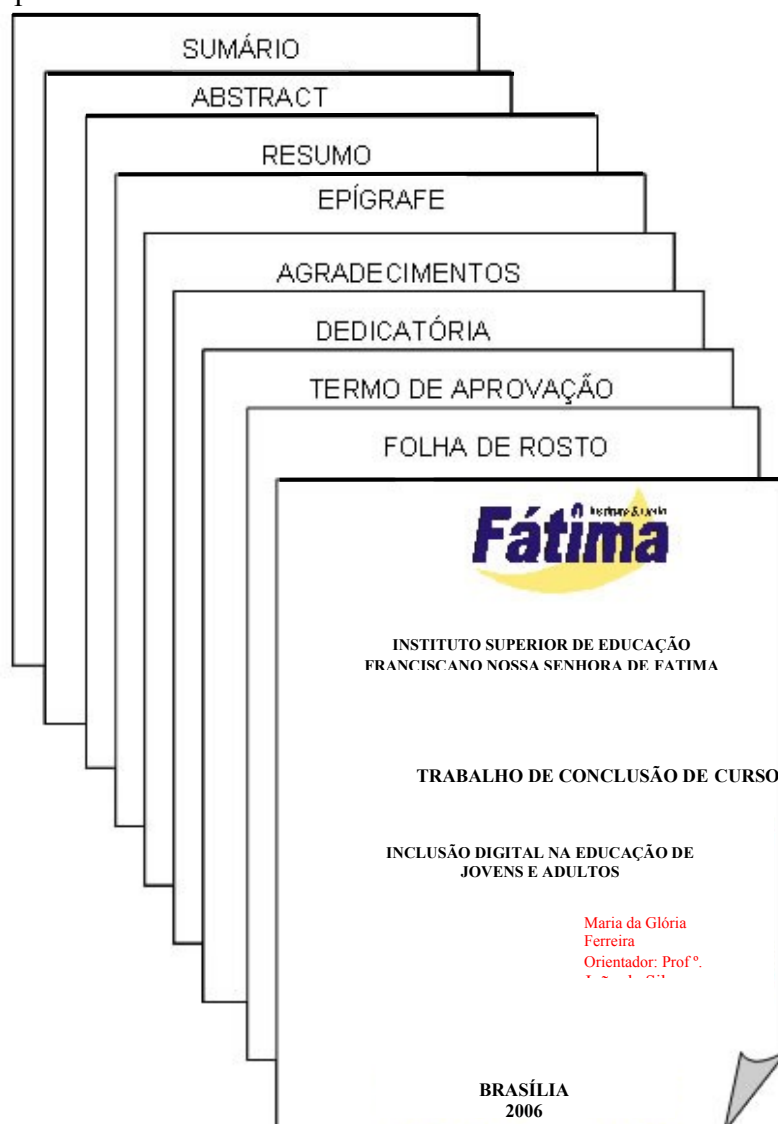 SUMÁRIO
ABSTRACT
RESUMO
EPÍGRAFE
AGRADECIMENTOS
DEDICATÓRIA
TERMO DE APROVAÇÃO
FOLHA DE ROSTO
Fátima
INSTITUTO SUPERIOR DE EDUCAÇÃO
FRANCISCANO NOSSA SENHORA DE FATIMA
TRABALHO DE CONCLUSÃO DE CURSO
INCLUSÃO DIGITAL NA EDUCAÇÃO DE
JOVENS E ADULTOS
Maria da Glória
Ferreira
Orientador: Prof º.
BRASÍLIA
2006